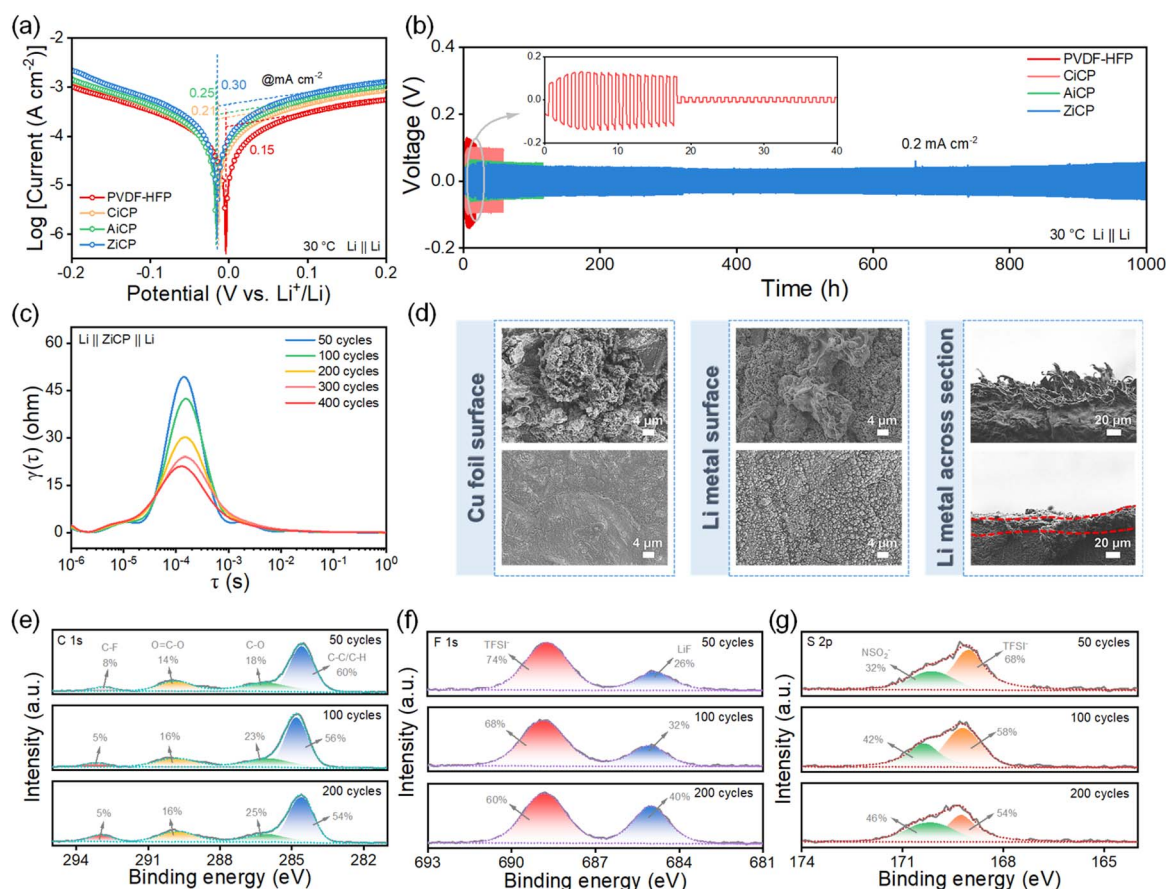 (a)
Log [Current (A cm⁻²)]
-2
-3
-4
-5
-6
0.30
0.25
0.21
0.15
@mA cm⁻²
PVDF-HFP
CiCP
AiCP
ZiCP
30 °C Li || Li
-0.2
-0.1
0.0
0.1
0.2
Potential (V vs. Li⁺/Li)
(b)
Voltage (V)
0.4
0.2
0.0
-0.2
0.2
0.0
-0.2
0
10
20
30
40
PVDF-HFP
CiCP
AiCP
ZiCP
0.2 mA cm⁻²
30 °C Li || Li
0
200
400
600
800
1000
Time (h)
(c)
γ(τ) (ohm)
60
45
30
15
0
Li || ZiCP || Li
50 cycles
100 cycles
200 cycles
300 cycles
400 cycles
10⁻⁶
10⁻⁵
10⁻⁴
10⁻³
10⁻²
10⁻¹
10⁰
τ (s)
(d)
Cu foil surface
4 µm
4 µm
Li metal surface
4 µm
4 µm
Li metal across section
20 µm
20 µm
(e)
Intensity (a.u.)
C 1s
50 cycles
C-F
8%
O=C-O
14%
C-O
18%
C-C/C-H
60%
100 cycles
5%
16%
23%
56%
200 cycles
5%
16%
25%
54%
295
290
285
Binding energy (eV)
(f)
Intensity (a.u.)
F 1s
50 cycles
TFSI⁻
74%
LiF
26%
100 cycles
68%
32%
200 cycles
60%
40%
693
690
687
684
681
Binding energy (eV)
(g)
Intensity (a.u.)
S 2p
50 cycles
NSO₂⁻
32%
TFSI⁻
68%
100 cycles
42%
58%
200 cycles
46%
54%
174
171
168
165
Binding energy (eV)